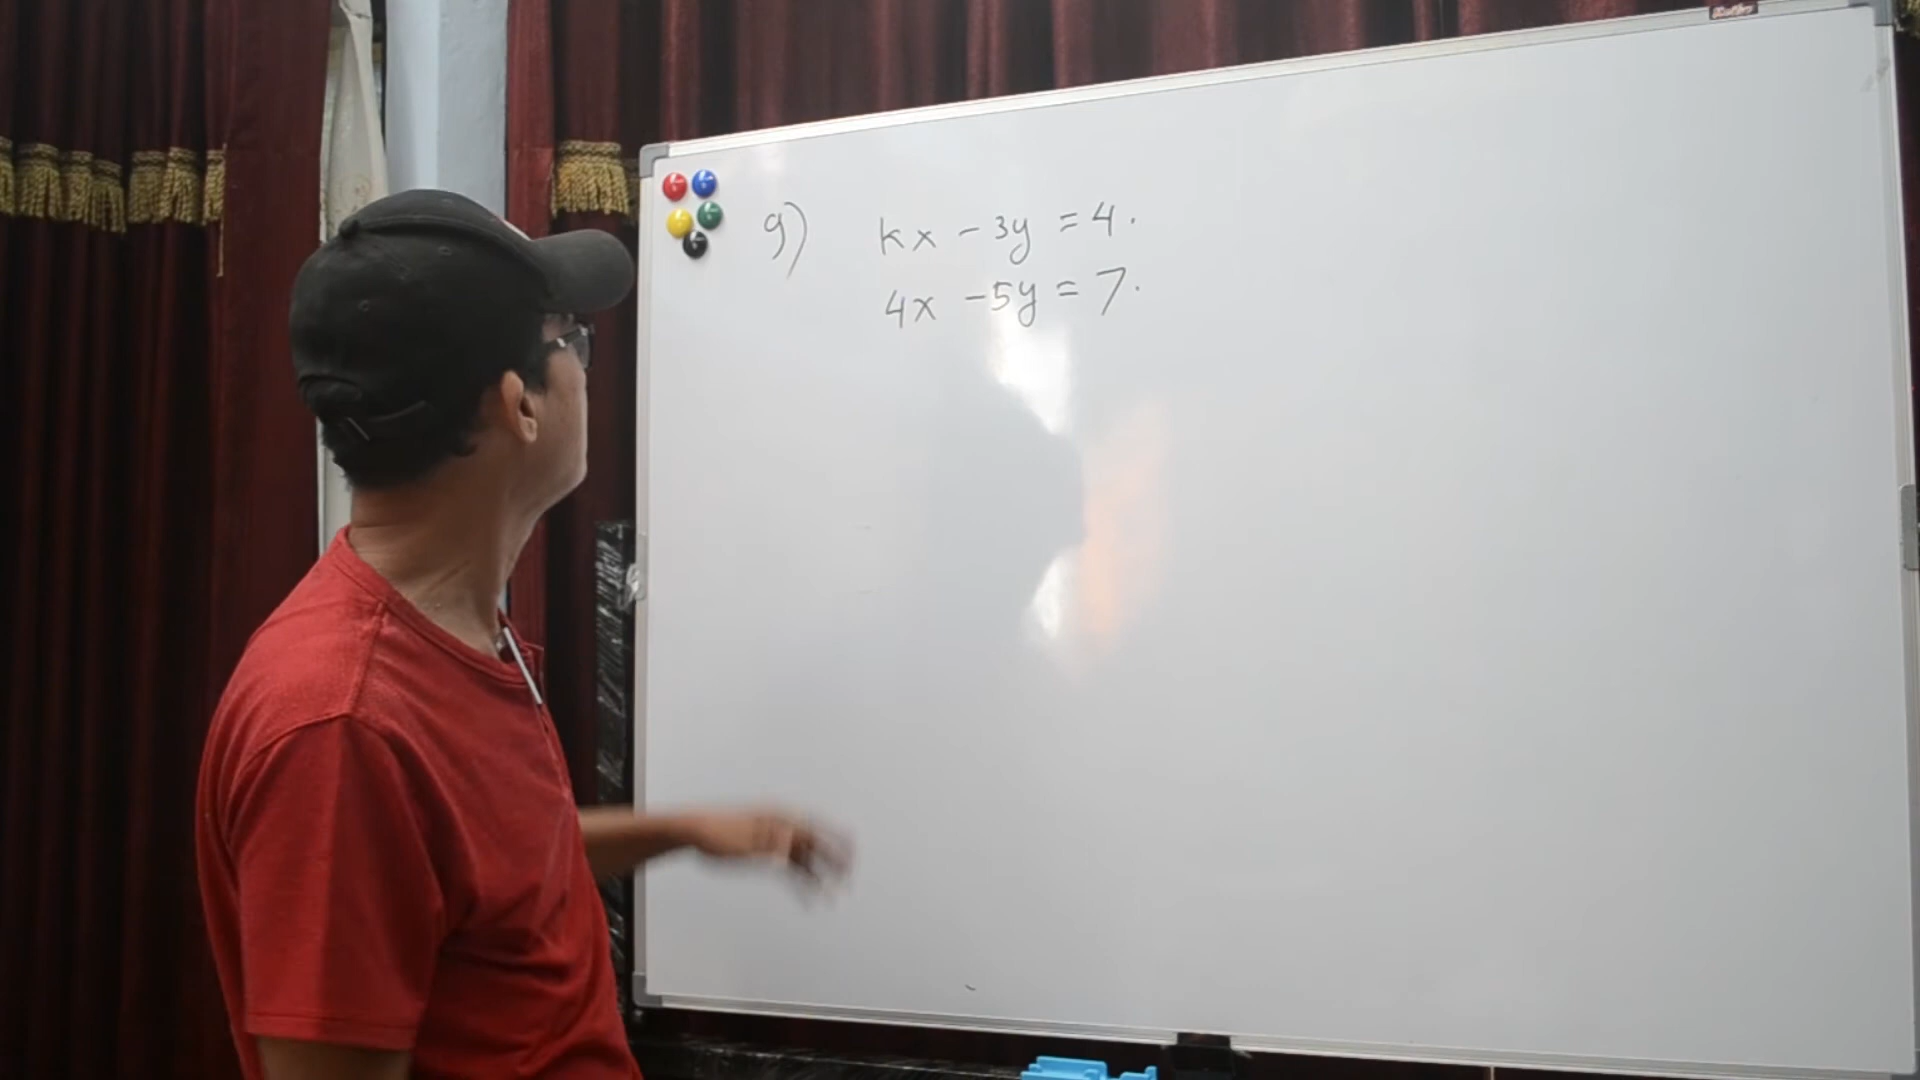 9) kx - 3y = 4.
4x - 5y = 7.